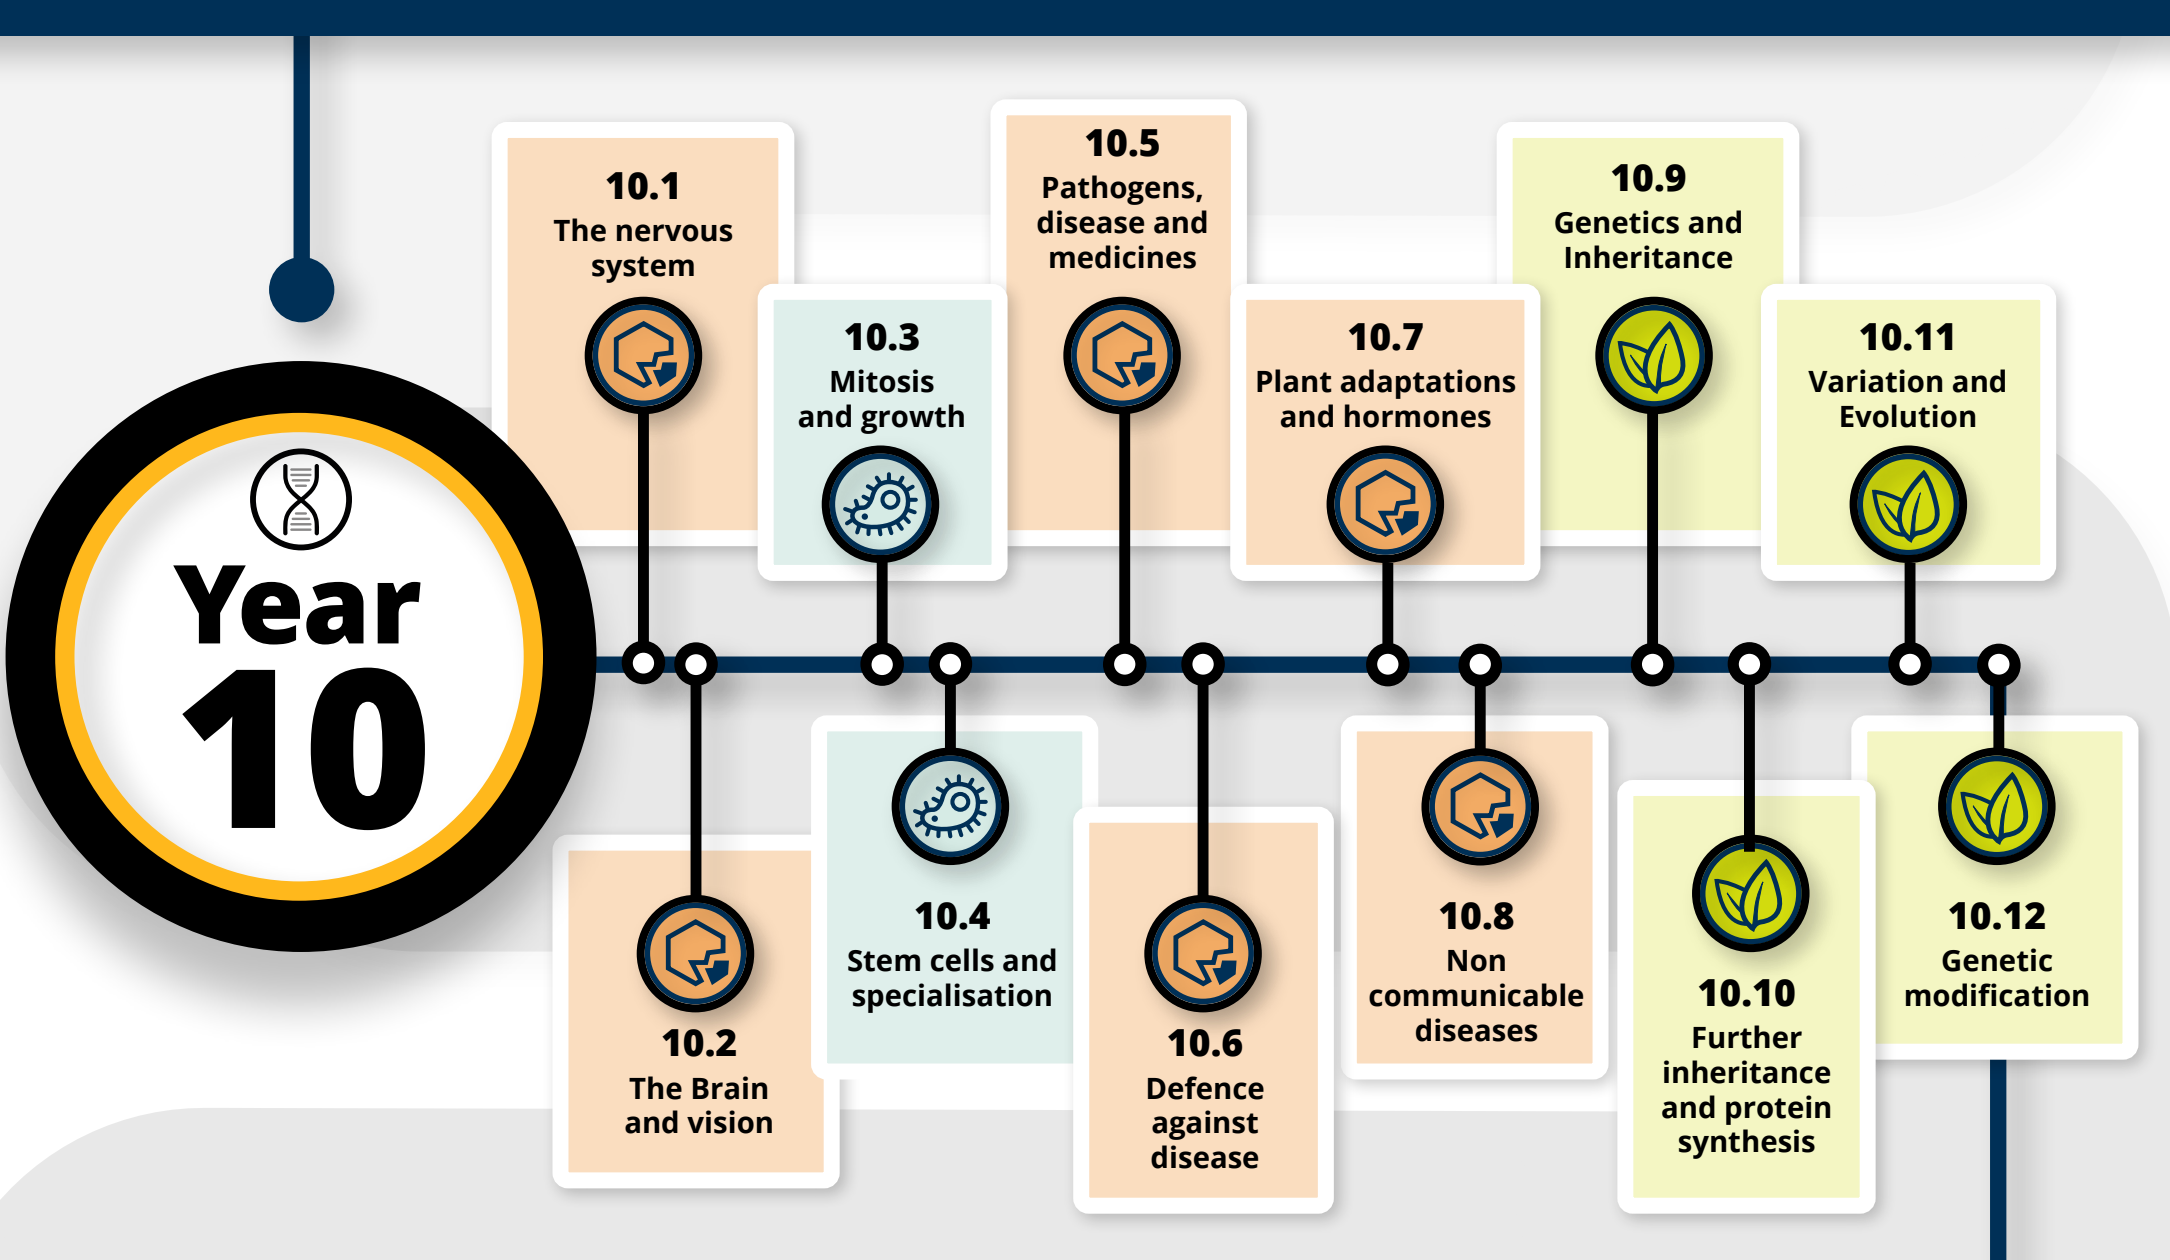 Year
10
10.1
The nervous
system
10.2
The Brain
and vision
10.3
Mitosis
and growth
10.4
Stem cells and
specialisation
10.5
Pathogens,
disease and
medicines
10.6
Defence
against
disease
10.7
Plant adaptations
and hormones
10.8
Non
communicable
diseases
10.9
Genetics and
Inheritance
10.10
Further
inheritance
and protein
synthesis
10.11
Variation and
Evolution
10.12
Genetic
modification